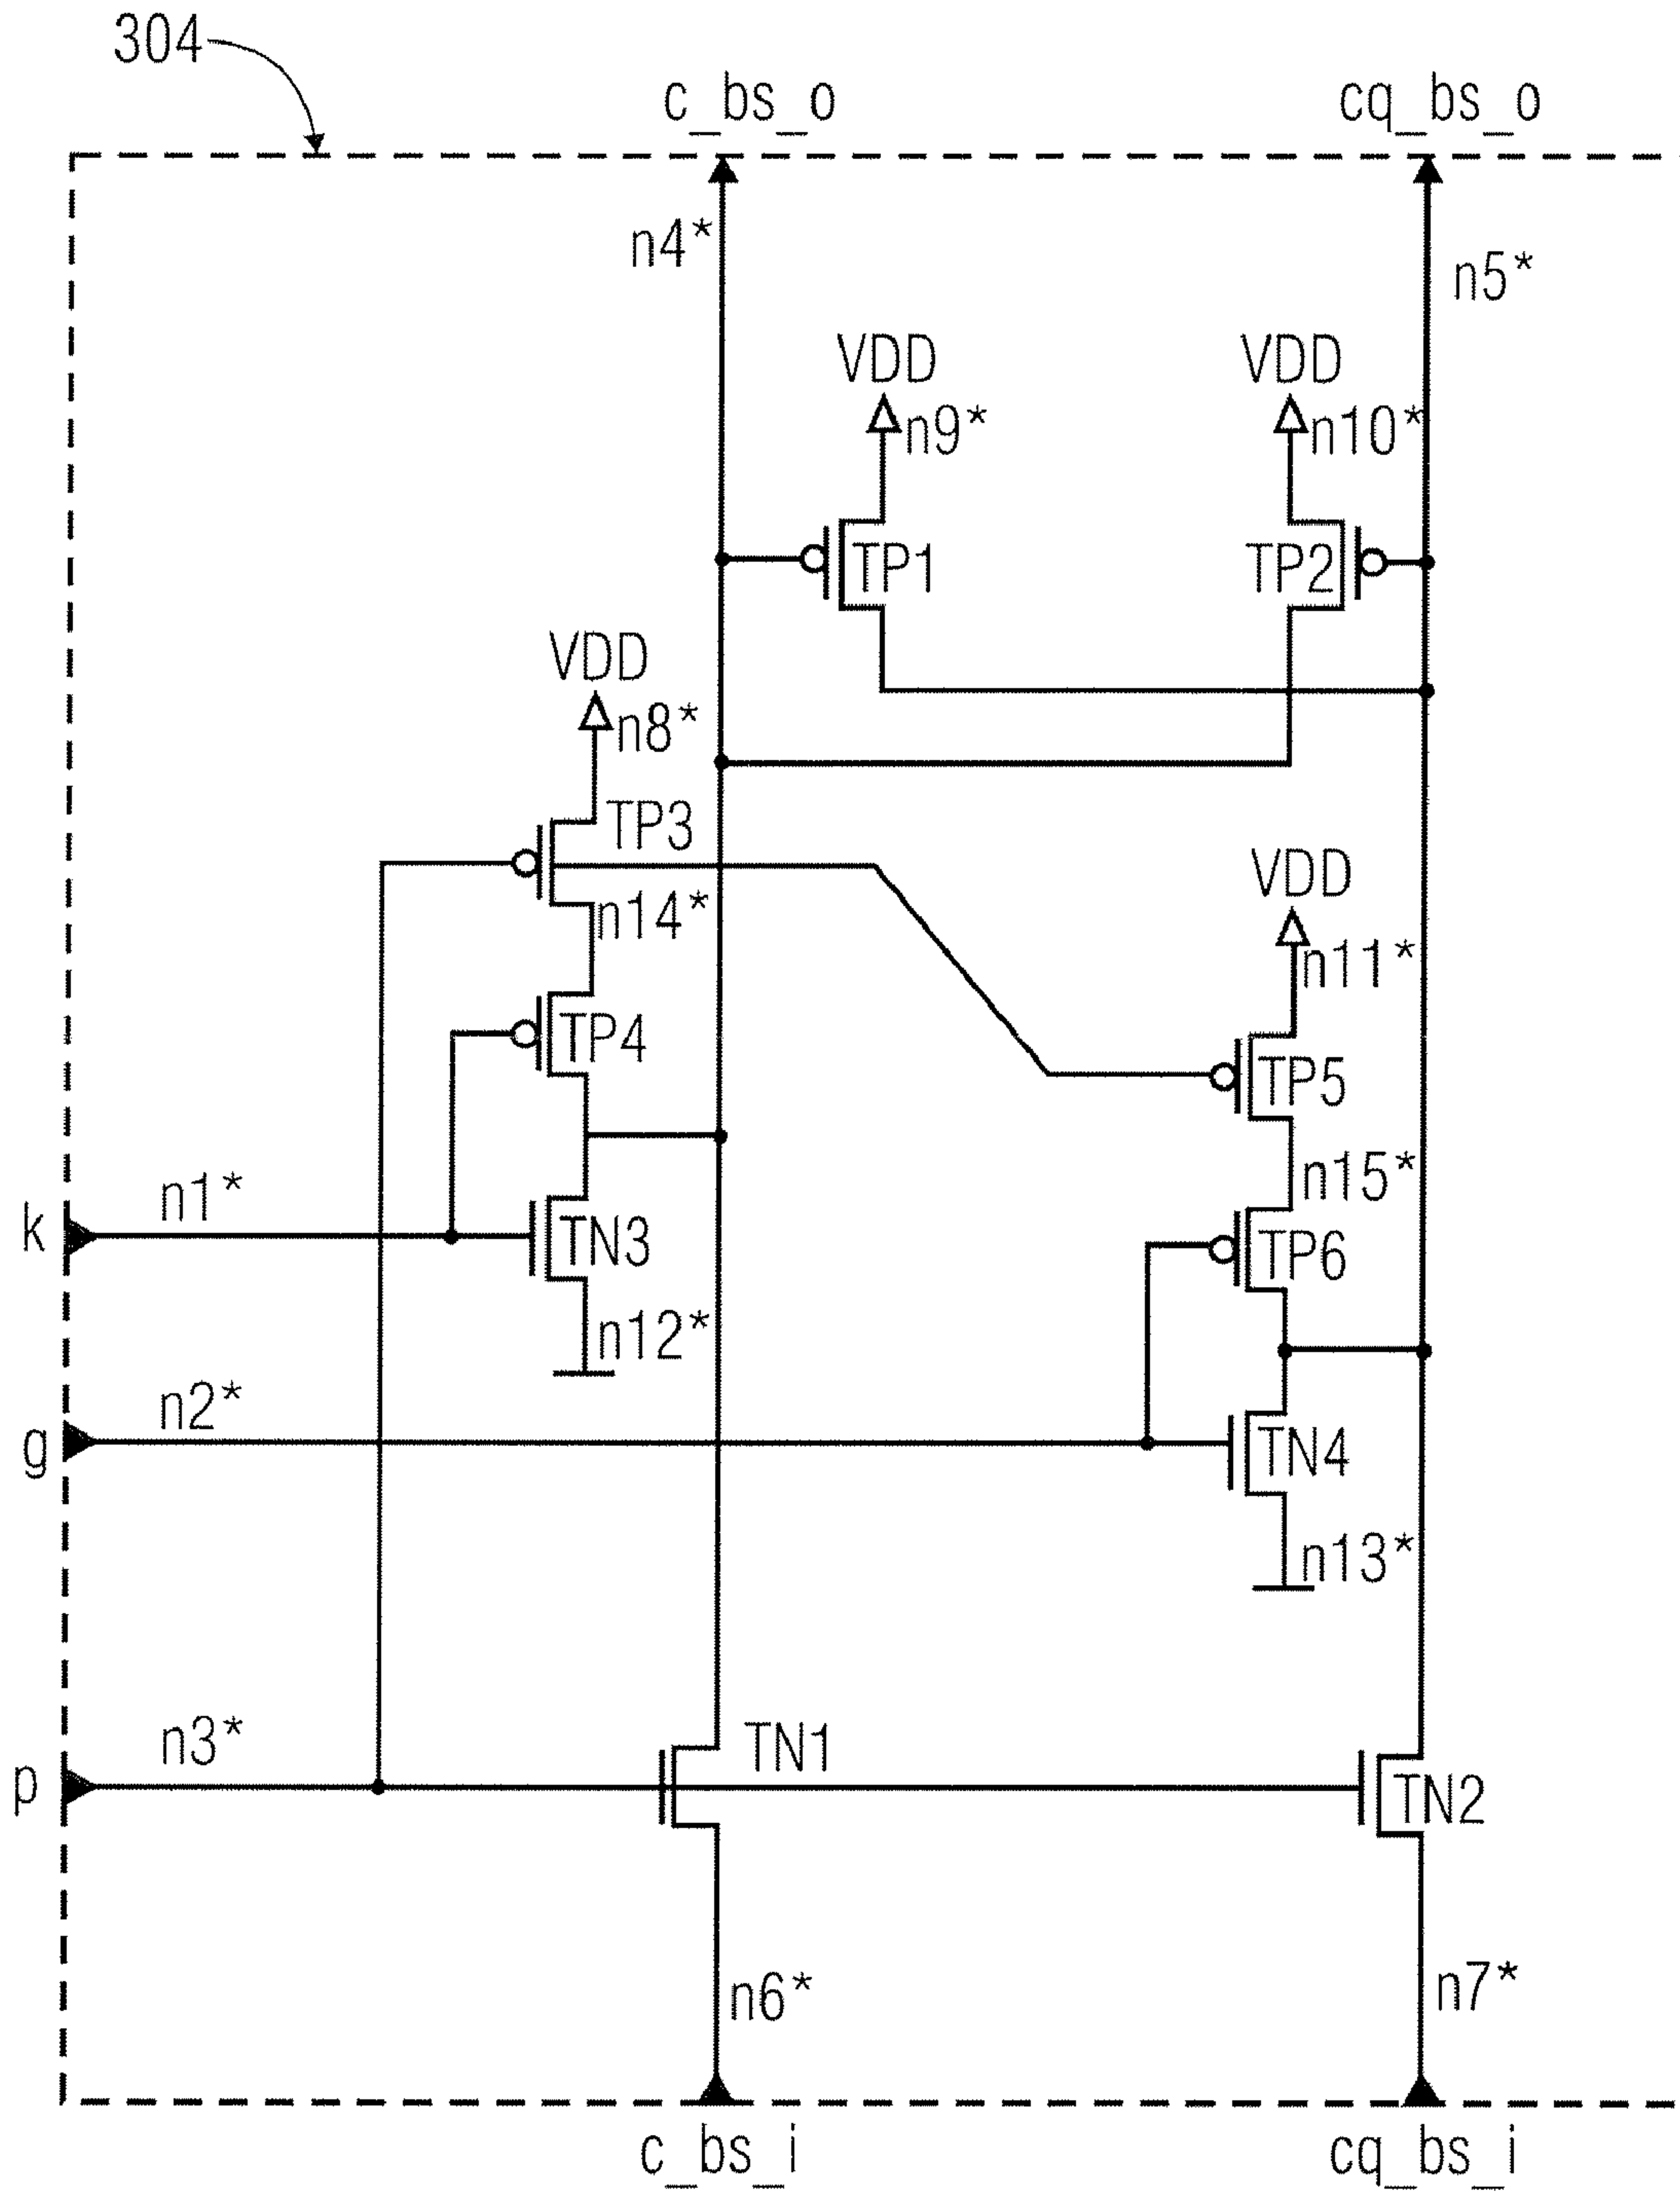 304
c_bs_o
cq_bs_o
n4*
n5*
VDD
VDD
n9*
n10*
TP1
TP2
VDD
n8*
TP3
n14*
VDD
n11*
TP4
TP5
n15*
k
n1*
TN3
TP6
n12*
g
n2*
TN4
n13*
p
n3*
TN1
TN2
n6*
n7*
c_bs_i
cq_bs_i